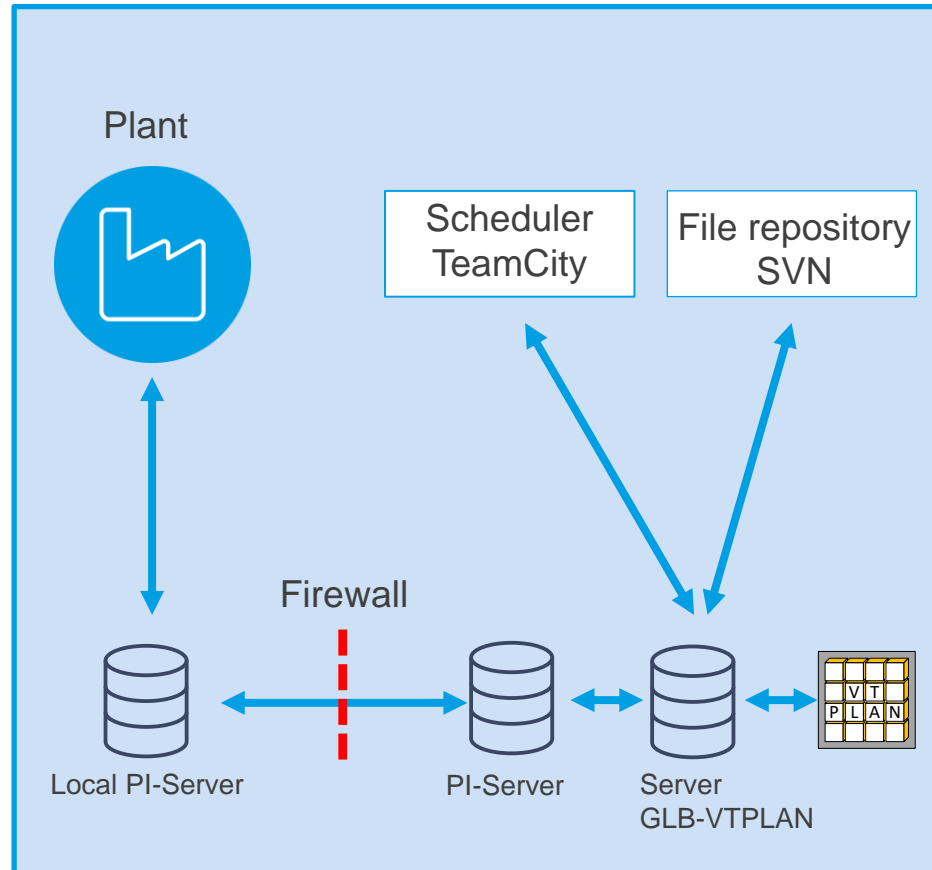 Plant
Scheduler
TeamCity
File repository
SVN
Firewall
V T
P L A N
Local PI-Server
PI-Server
Server
GLB-VTPLAN